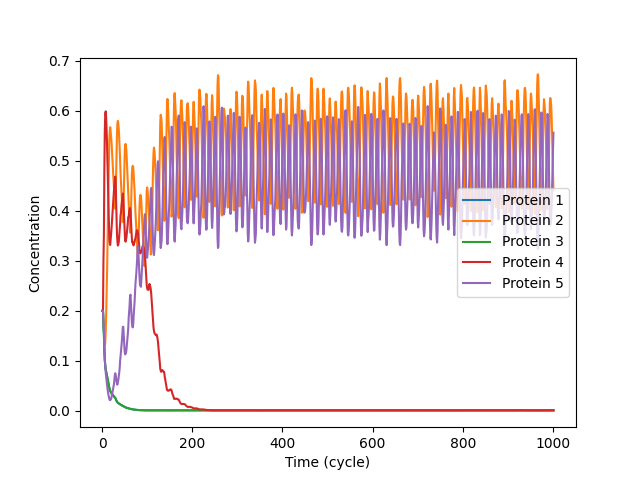 0.7
0.6
0.5
0.4
0.3
0.2
0.1
0.0
Concentration
Protein 1
Protein 2
Protein 3
Protein 4
Protein 5
0 200 400 600 800 1000
Time (cycle)